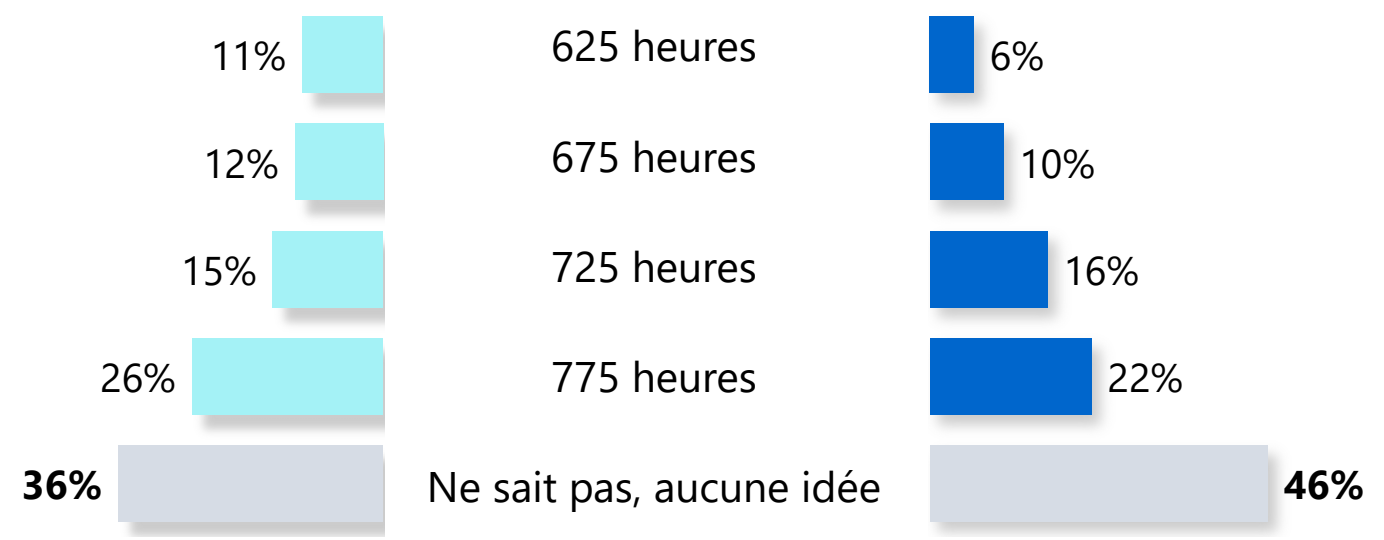 11% 625 heures 6%
12% 675 heures 10%
15% 725 heures 16%
26% 775 heures 22%
36% Ne sait pas, aucune idée 46%